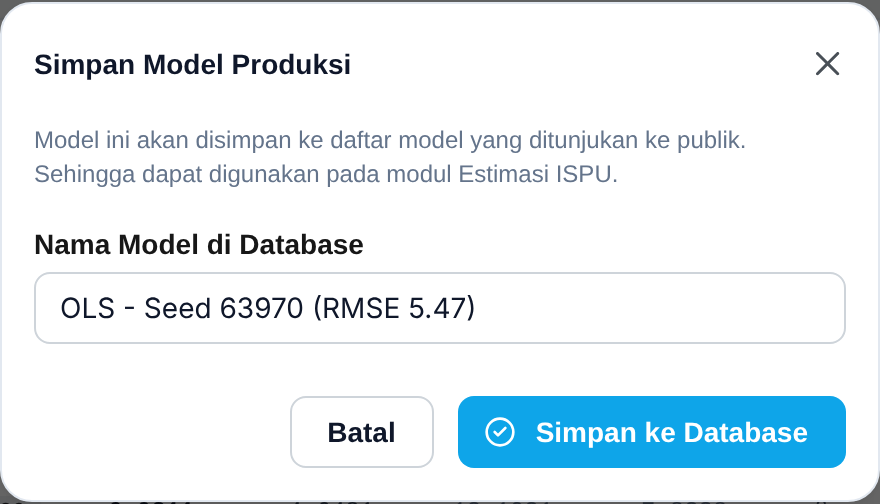 Simpan Model Produksi
Model ini akan disimpan ke daftar model yang ditunjukan ke publik.
Sehingga dapat digunakan pada modul Estimasi ISPU.
Nama Model di Database
OLS - Seed 63970 (RMSE 5.47)
Batal
Simpan ke Database